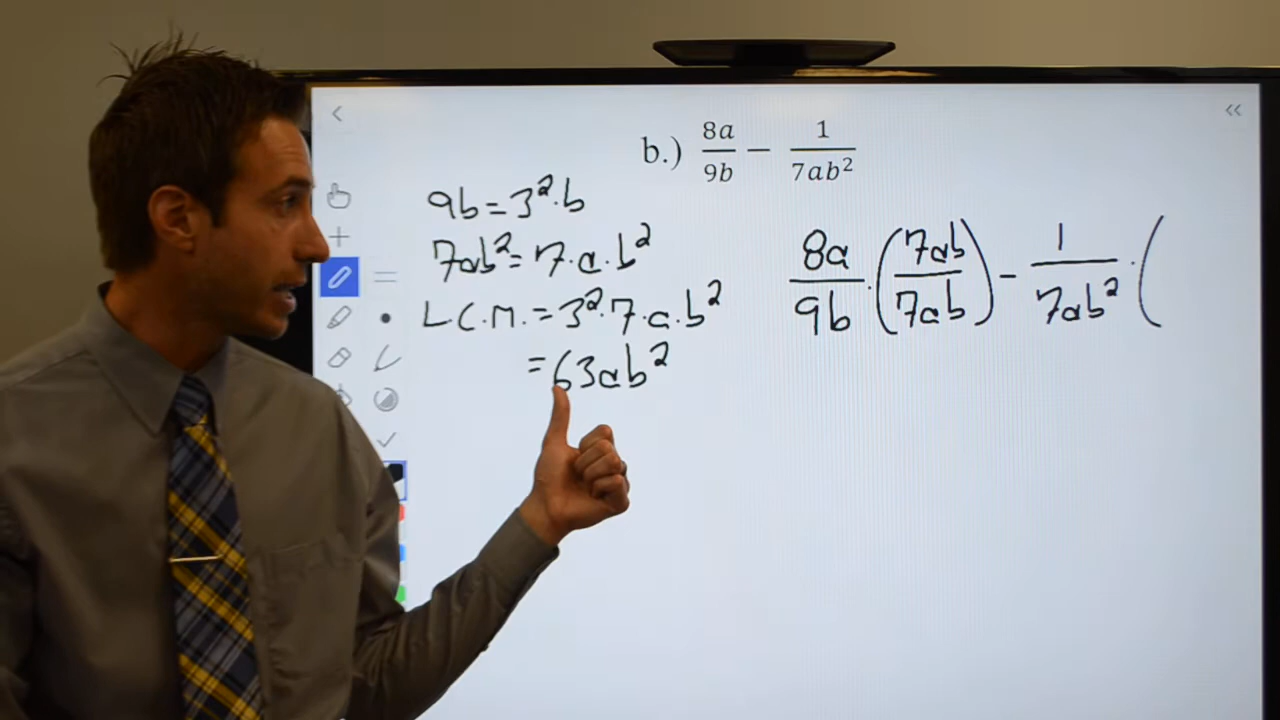 b.) 8a/9b − 1/7ab²
9b=3²·b
7ab²=7·a·b²
L.C.M.=3²·7·a·b²
=63ab²
8a/9b·(7ab/7ab)−1/7ab²·(